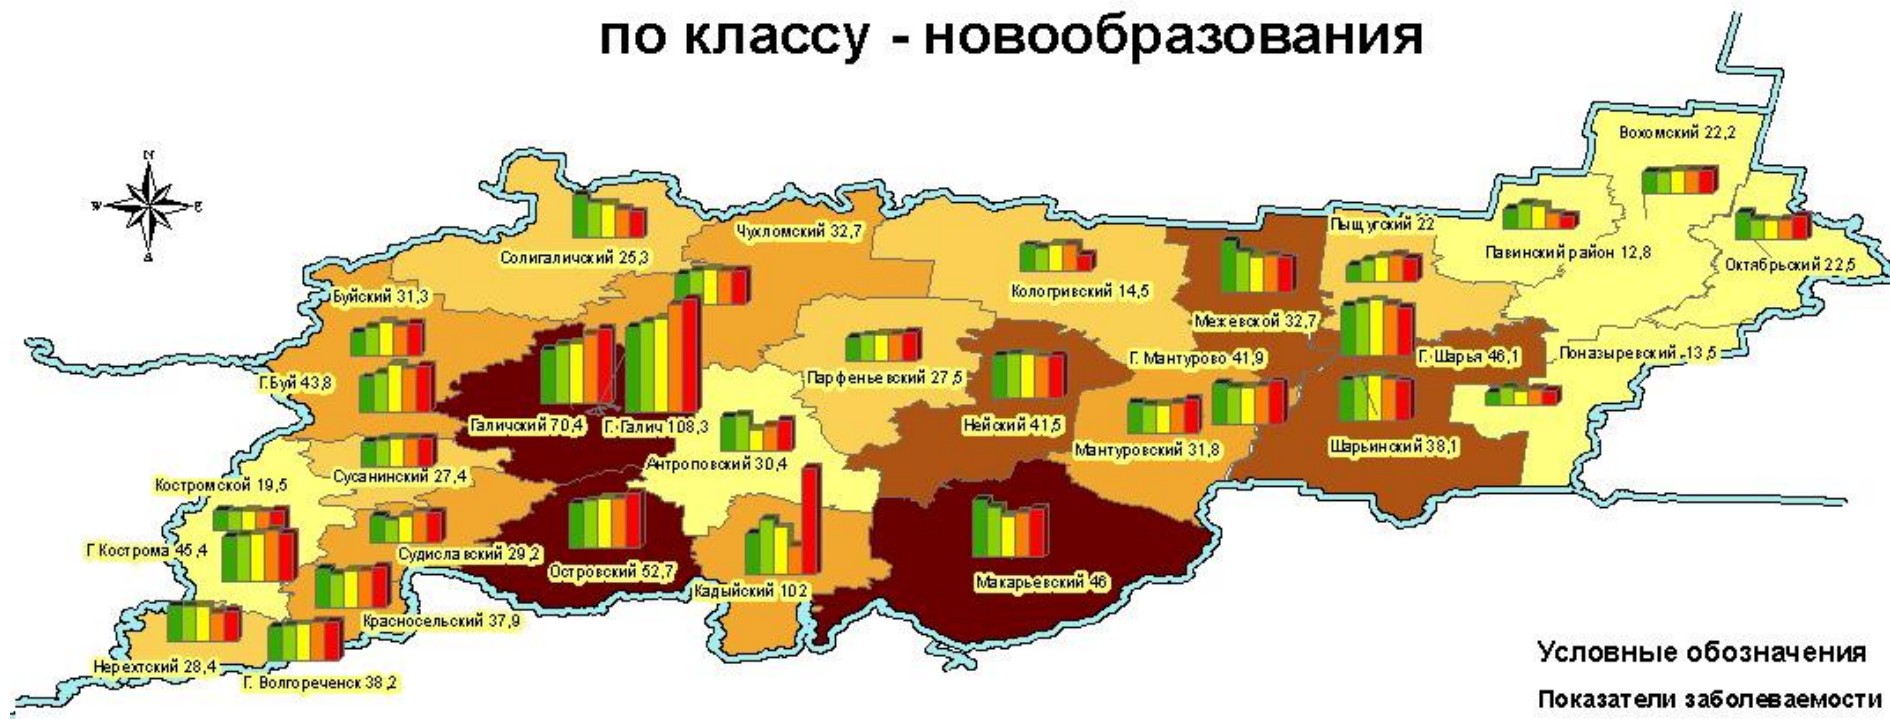 по классу - новообразования
N
W
E
Вохомский 22,2
Пыщугский 22
Чухломский 32,7
Солигаличский 25,3
Павинский район 12,8
Октябрьский 22,5
Буйский 31,3
Кологривский 14,5
Межевской 32,7
Г. Мантурово 41,9
Г. Шарья 46,1
Поназыревский 13,5
Г.Буй 43,8
Парфеньевский 27,5
Галичский 70,4
Г. Галич 108,3
Нейский 41,5
Мантуровский 31,8
Шарьинский 38,1
Антроповский 30,4
Сусанинский 27,4
Костромской 19,5
Г Кострома 45,4
Судиславский 29,2
Островский 52,7
Кадыйский 102
Макарьевский 46
Красносельский 37,9
Нерехтский 28,4
Г. Волгореченск 38,2
Условные обозначения
Показатели заболеваемости